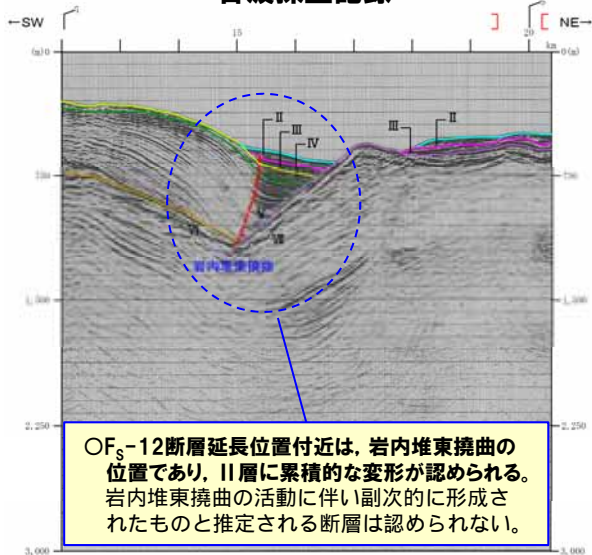 ←SW
NE→
15
20
km
(m)0
0(m)
II
III
IV
III
II
V
VI
VII
750
750
岩内堆東撓曲
1,500
1,500
2,250
2,250
○FS-12断層延長位置付近は，岩内堆東撓曲の
位置であり，II層に累積的な変形が認められる。
岩内堆東撓曲の活動に伴い副次的に形成さ
れたものと推定される断層は認められない。
3,000
3,000